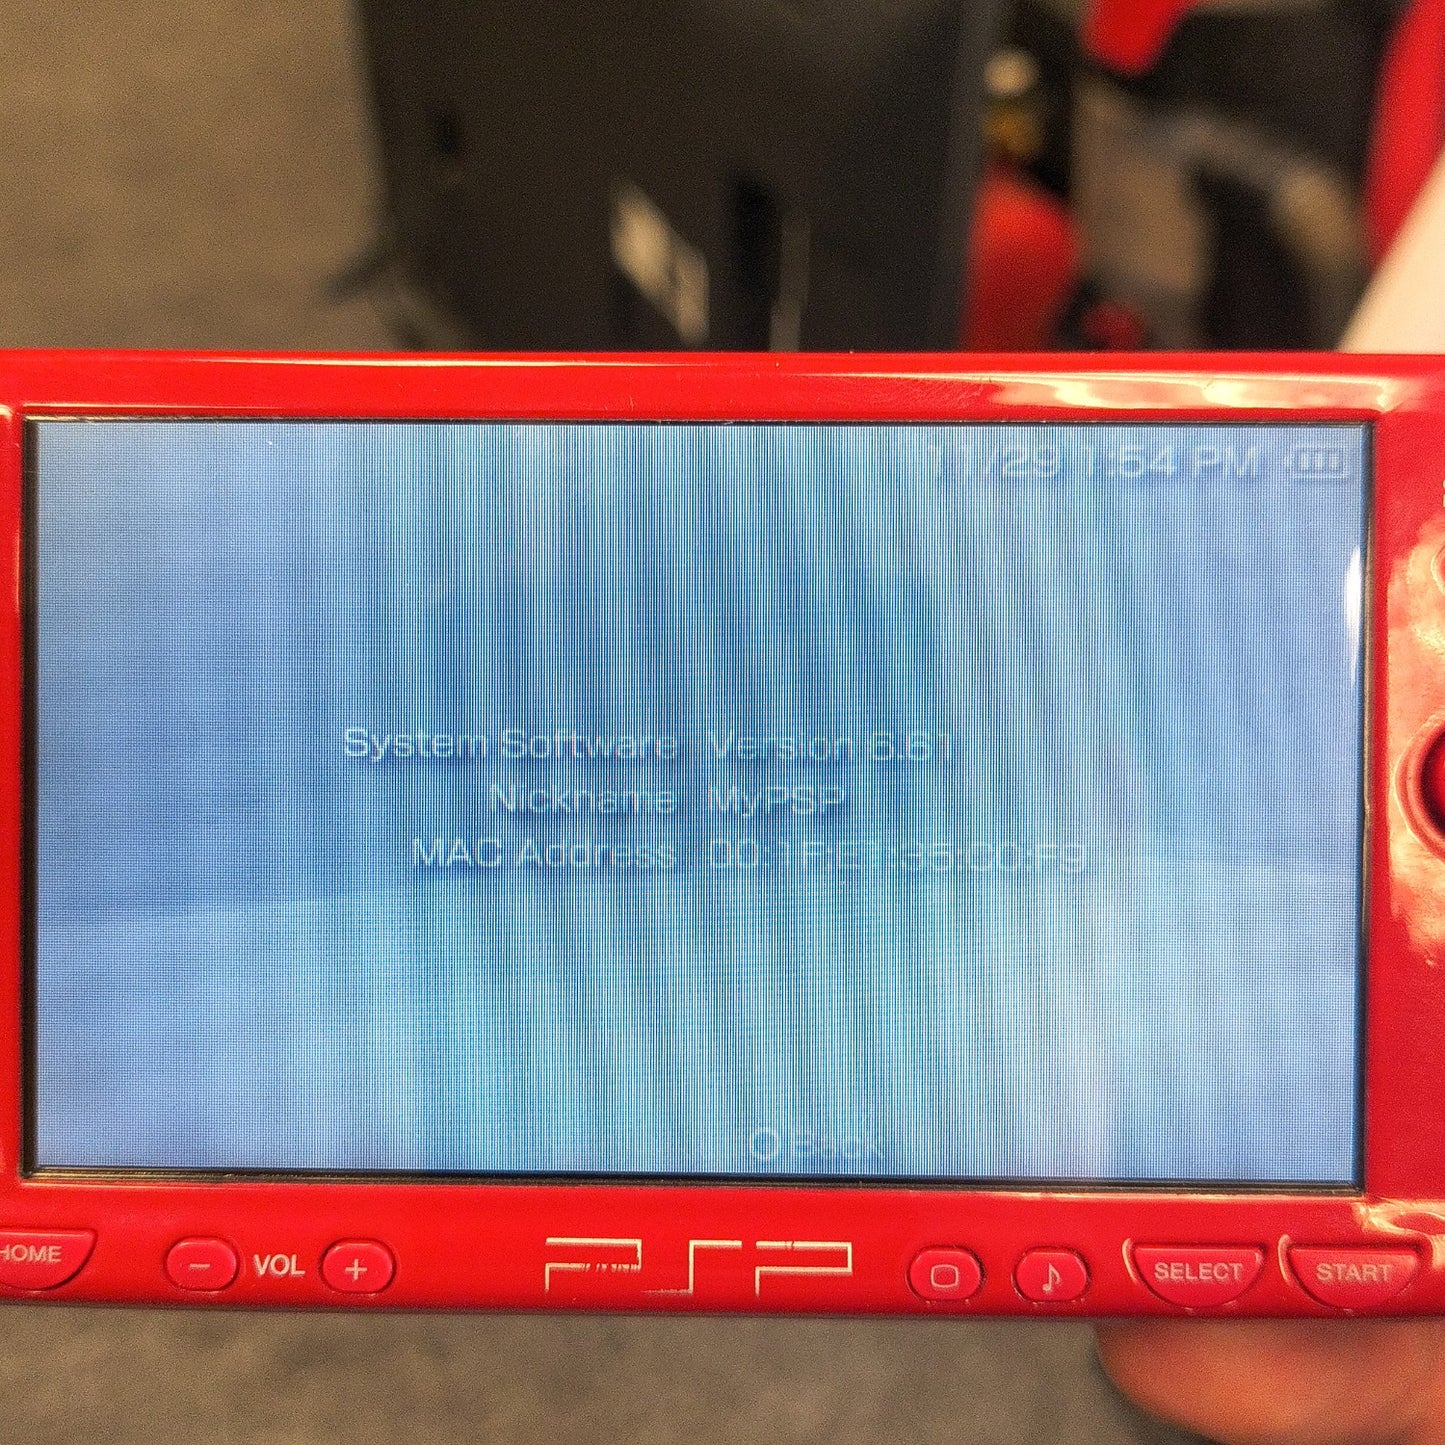 11/29 1:54 PM
System Software Version 6.61
Nickname MyPSP
MAC Address
Back
HOME
− VOL +
PSP
SELECT
START